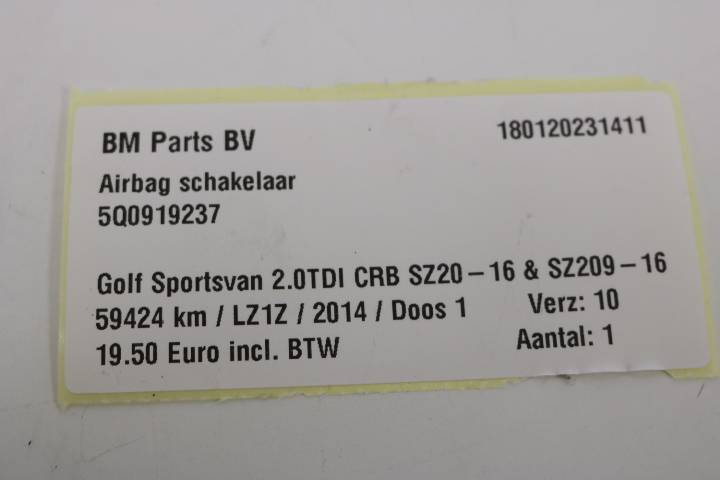 BM Parts BV 180120231411
Airbag schakelaar
5Q0919237
Golf Sportsvan 2.0TDI CRB SZ20-16 & SZ209-16
59424 km / LZ1Z / 2014 / Doos 1 Verz: 10
19.50 Euro incl. BTW Aantal: 1